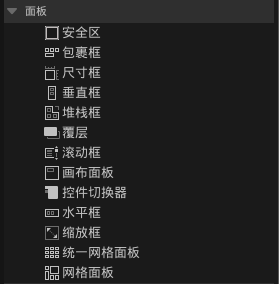 面板
安全区
包裹框
尺寸框
垂直框
堆栈框
覆层
滚动框
画布面板
控件切换器
水平框
缩放框
统一网格面板
网格面板